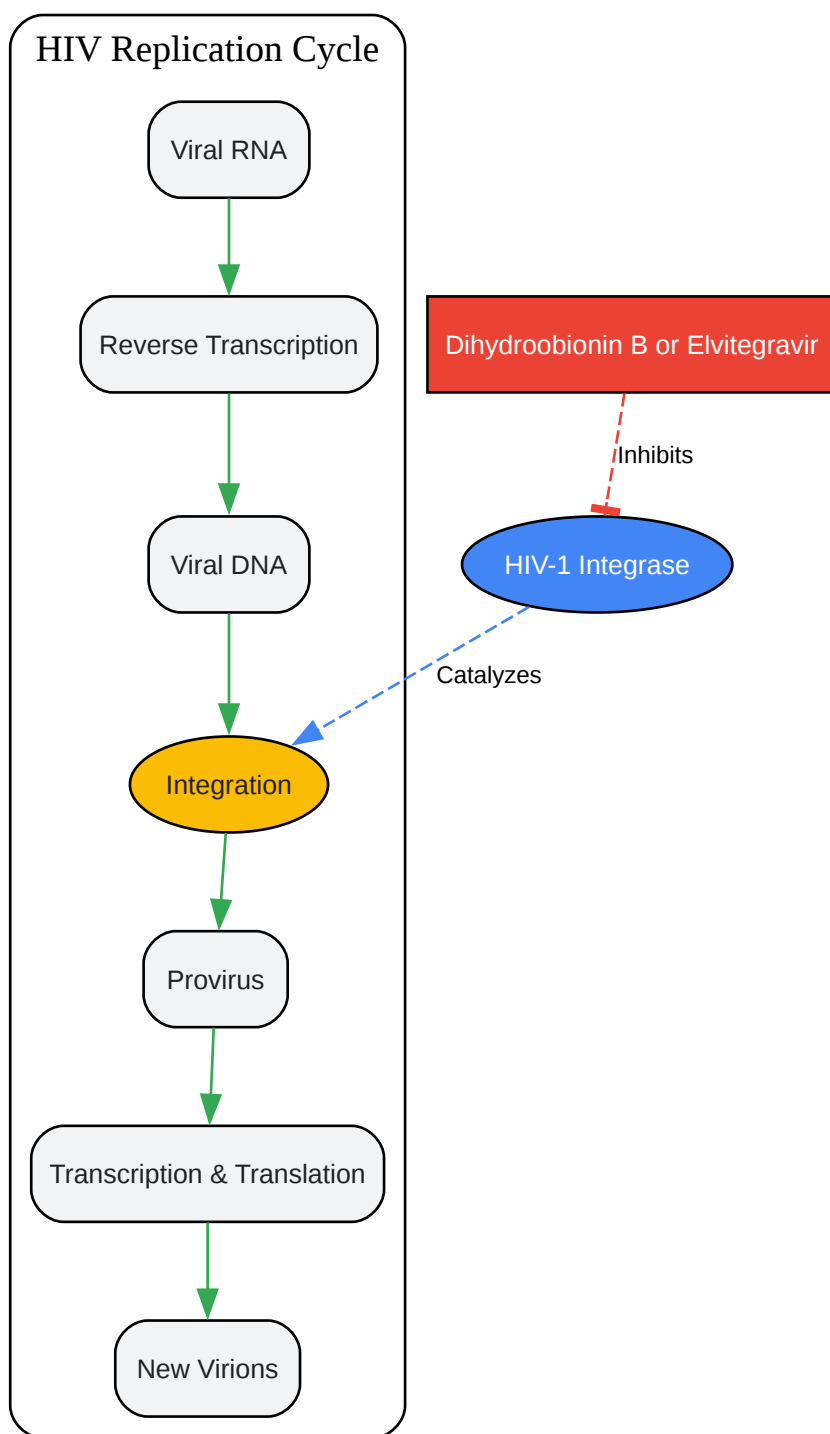 HIV Replication Cycle
Viral RNA
Reverse Transcription
Dihydroobionin B or Elvitegravir
Inhibits
Viral DNA
HIV-1 Integrase
Catalyzes
Integration
Provirus
Transcription & Translation
New Virions